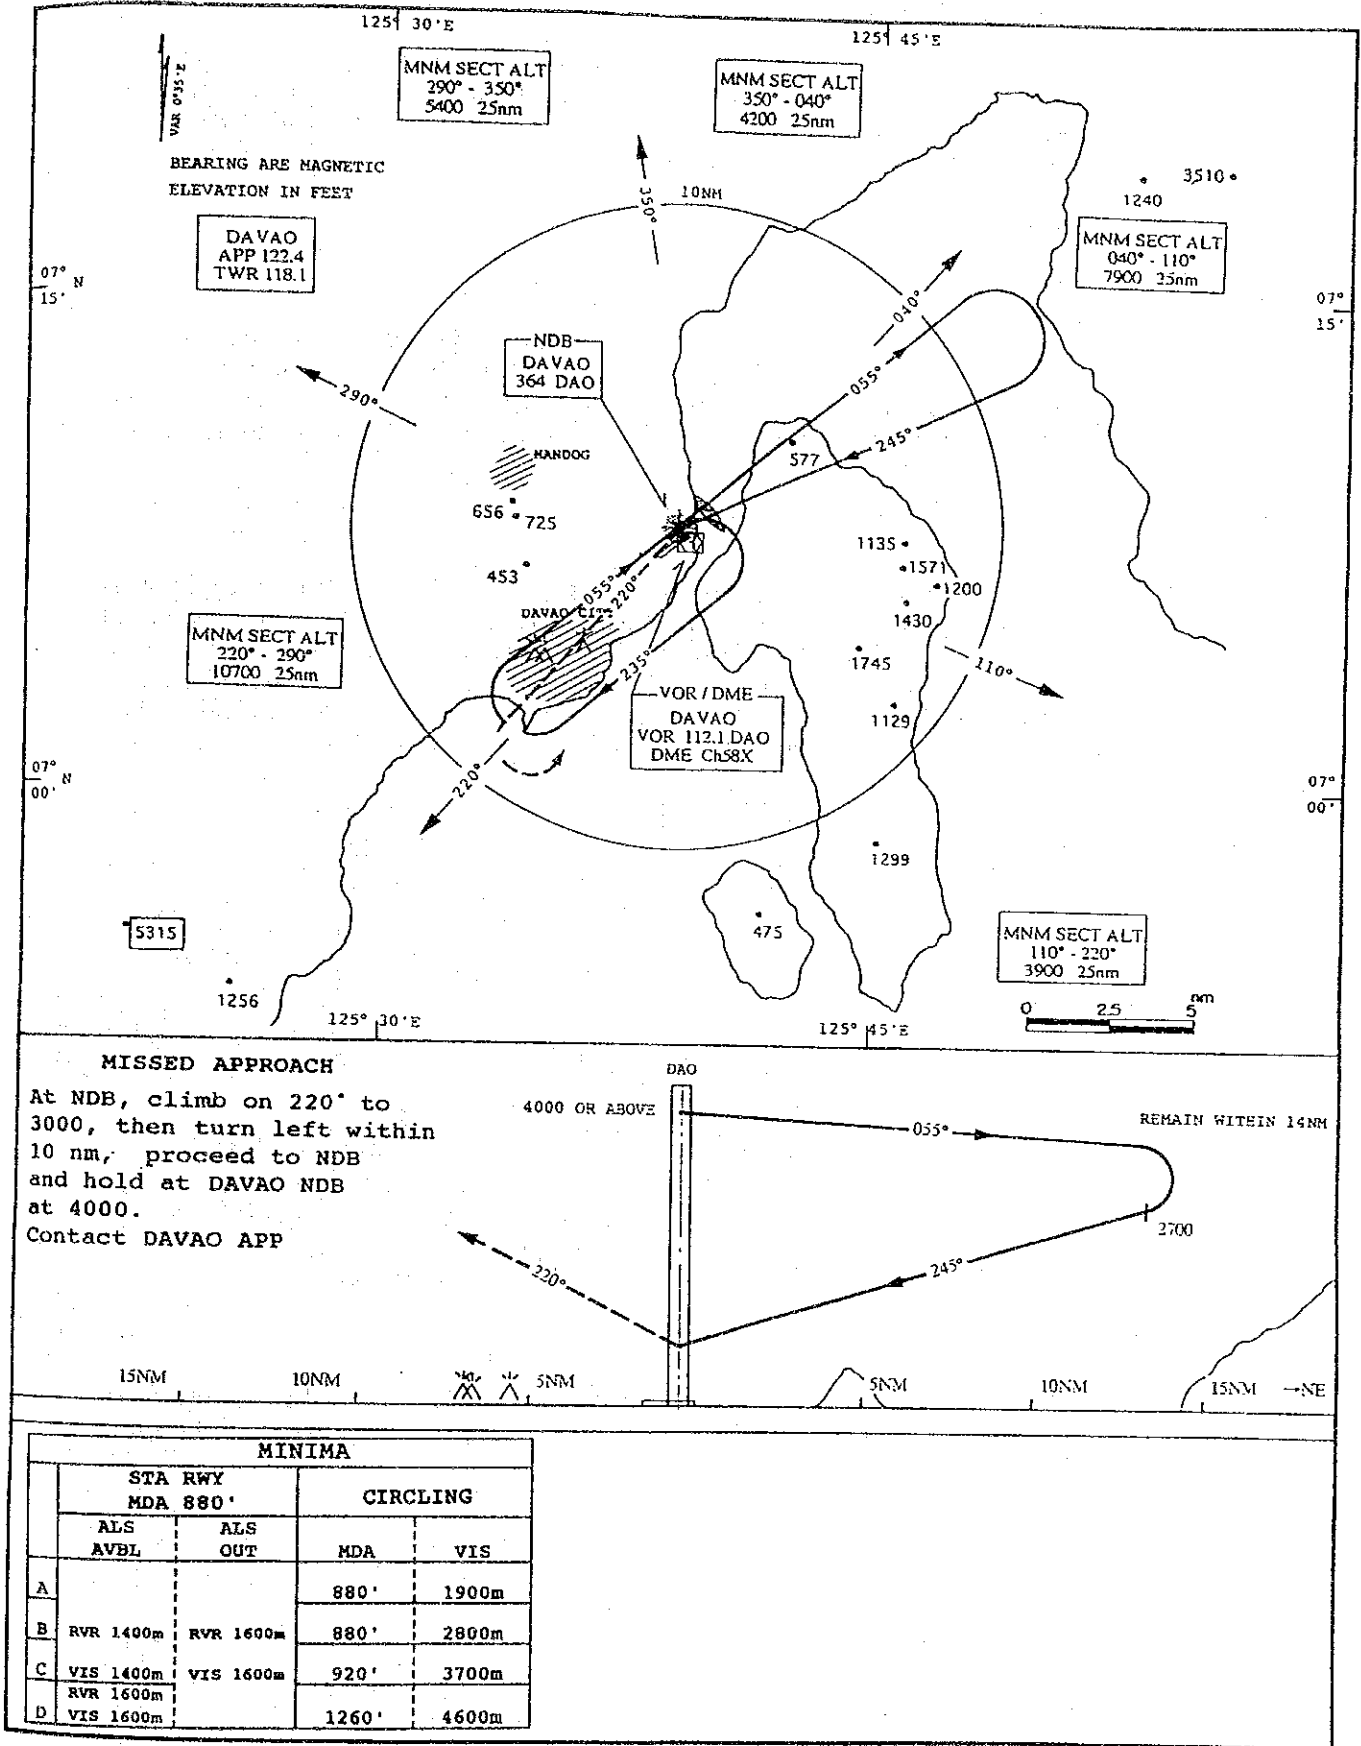 125° 30'E
125° 45'E
VAR 0°35'E
MNM SECT ALT
290° - 350°
5400 25nm
MNM SECT ALT
350° - 040°
4200 25nm
BEARING ARE MAGNETIC
ELEVATION IN FEET
DAVAO
APP 122.4
TWR 118.1
350°
10NM
1240
3510
MNM SECT ALT
040° - 110°
7900 25nm
07° N
15'
07°
15'
040°
NDB
DAVAO
364 DAO
290°
055°
245°
577
MANDOG
656
725
453
1135
1571
1200
1430
055°
220°
DAVAO CITY
MNM SECT ALT
220° - 290°
10700 25nm
235°
1745
110°
1129
VOR / DME
DAVAO
VOR 112.1 DAO
DME Ch58X
220°
07° N
00'
07°
00'
1299
475
5315
1256
MNM SECT ALT
110° - 220°
3900 25nm
0 2.5 5 nm
125° 30'E
125° 45'E
MISSED APPROACH
At NDB, climb on 220° to
3000, then turn left within
10 nm, proceed to NDB
and hold at DAVAO NDB
at 4000.
Contact DAVAO APP
DAO
4000 OR ABOVE
055°
REMAIN WITHIN 14NM
2700
245°
220°
15NM 10NM 5NM 5NM 10NM 15NM →NE
MINIMA
STA RWY
MDA 880'
CIRCLING
ALS AVBL
ALS OUT
MDA VIS
A 880' 1900m
B RVR 1400m RVR 1600m 880' 2800m
C VIS 1400m VIS 1600m 920' 3700m
RVR 1600m
D VIS 1600m 1260' 4600m